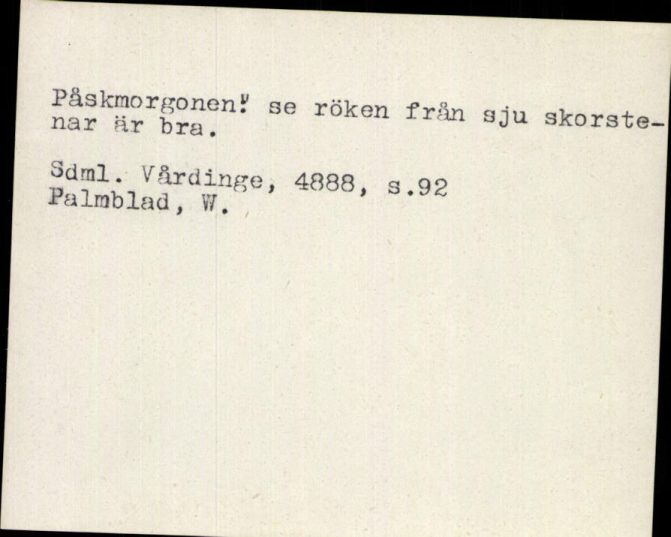 Påskmorgonen: se röken från sju skorste-
nar är bra.
Sdml. Vårdinge, 4888, s.92
Palmblad, W.